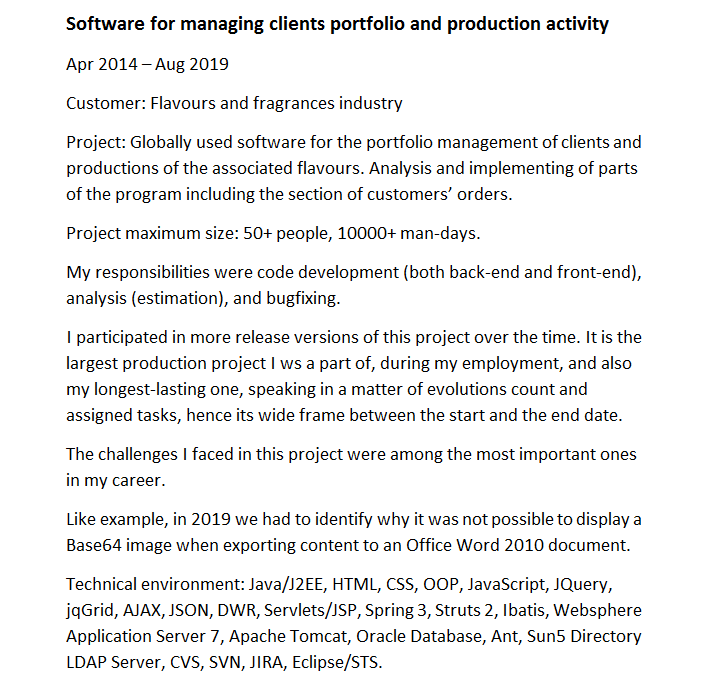 Software for managing clients portfolio and production activity
Apr 2014 – Aug 2019
Customer: Flavours and fragrances industry
Project: Globally used software for the portfolio management of clients and
productions of the associated flavours. Analysis and implementing of parts
of the program including the section of customers’ orders.
Project maximum size: 50+ people, 10000+ man-days.
My responsibilities were code development (both back-end and front-end),
analysis (estimation), and bugfixing.
I participated in more release versions of this project over the time. It is the
largest production project I ws a part of, during my employment, and also
my longest-lasting one, speaking in a matter of evolutions count and
assigned tasks, hence its wide frame between the start and the end date.
The challenges I faced in this project were among the most important ones
in my career.
Like example, in 2019 we had to identify why it was not possible to display a
Base64 image when exporting content to an Office Word 2010 document.
Technical environment: Java/J2EE, HTML, CSS, OOP, JavaScript, JQuery,
jqGrid, AJAX, JSON, DWR, Servlets/JSP, Spring 3, Struts 2, Ibatis, Websphere
Application Server 7, Apache Tomcat, Oracle Database, Ant, Sun5 Directory
LDAP Server, CVS, SVN, JIRA, Eclipse/STS.